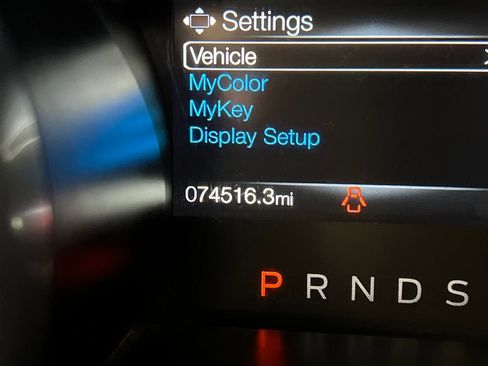 Settings
Vehicle
MyColor
MyKey
Display Setup
074516.3mi
P R N D S